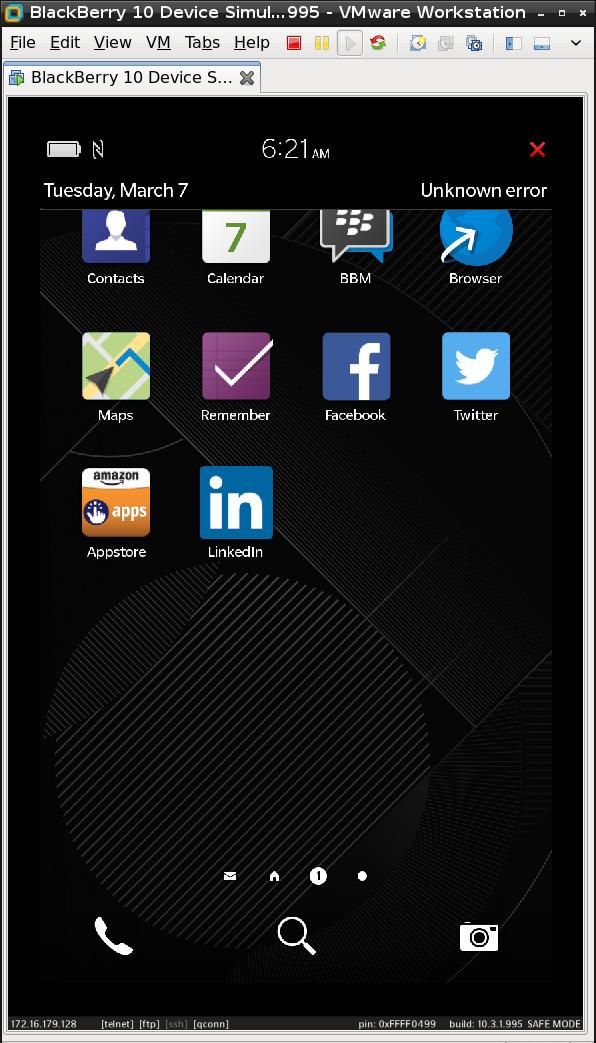 BlackBerry 10 Device Simul...995 - VMware Workstation
File Edit View VM Tabs Help
BlackBerry 10 Device S...
6:21 AM
Tuesday, March 7 Unknown error
7
Contacts Calendar BBM Browser
Maps Remember Facebook Twitter
amazon
apps
in
Appstore LinkedIn
1
172.16.179.128 [telnet] [ftp] [ssh] [qconn] pin: 0xFFFF0499 build: 10.3.1.995 SAFE MODE